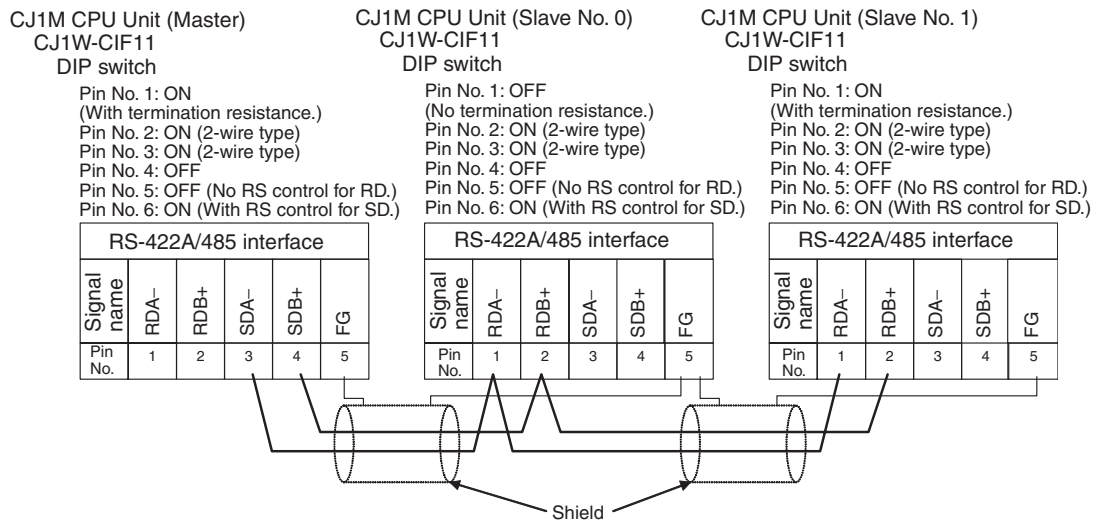 CJ1M CPU Unit (Master)
CJ1W-CIF11
DIP switch
Pin No. 1: ON
(With termination resistance.)
Pin No. 2: ON (2-wire type)
Pin No. 3: ON (2-wire type)
Pin No. 4: OFF
Pin No. 5: OFF (No RS control for RD.)
Pin No. 6: ON (With RS control for SD.)
RS-422A/485 interface
Signal name
RDA–
RDB+
SDA–
SDB+
FG
Pin No.
1 2 3 4 5
CJ1M CPU Unit (Slave No. 0)
CJ1W-CIF11
DIP switch
Pin No. 1: OFF
(No termination resistance.)
Pin No. 2: ON (2-wire type)
Pin No. 3: ON (2-wire type)
Pin No. 4: OFF
Pin No. 5: OFF (No RS control for RD.)
Pin No. 6: ON (With RS control for SD.)
RS-422A/485 interface
Signal name
RDA–
RDB+
SDA–
SDB+
FG
Pin No.
1 2 3 4 5
CJ1M CPU Unit (Slave No. 1)
CJ1W-CIF11
DIP switch
Pin No. 1: ON
(With termination resistance.)
Pin No. 2: ON (2-wire type)
Pin No. 3: ON (2-wire type)
Pin No. 4: OFF
Pin No. 5: OFF (No RS control for RD.)
Pin No. 6: ON (With RS control for SD.)
RS-422A/485 interface
Signal name
RDA–
RDB+
SDA–
SDB+
FG
Pin No.
1 2 3 4 5
Shield